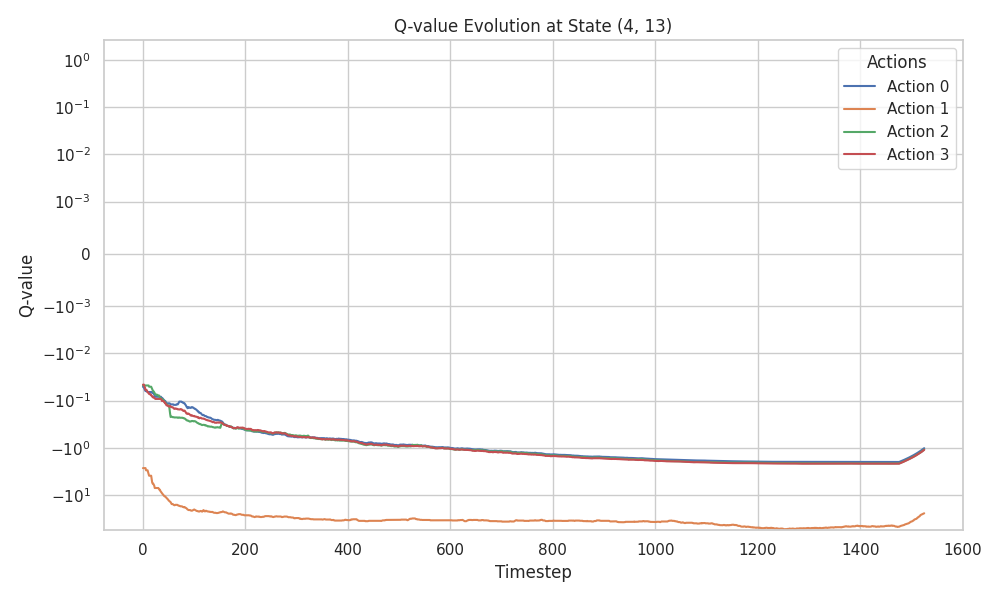 Q-value Evolution at State (4, 13)
Actions
Action 0
Action 1
Action 2
Action 3
10⁰
10⁻¹
10⁻²
10⁻³
0
−10⁻³
−10⁻²
−10⁻¹
−10⁰
−10¹
Q-value
0 200 400 600 800 1000 1200 1400 1600
Timestep